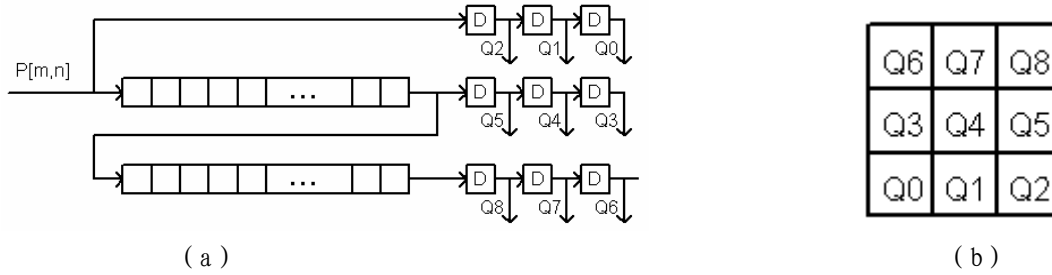 D D D
Q2 Q1 Q0
P[m,n]
...
D D D
Q5 Q4 Q3
...
D D D
Q8 Q7 Q6
(a)
Q6 Q7 Q8
Q3 Q4 Q5
Q0 Q1 Q2
(b)